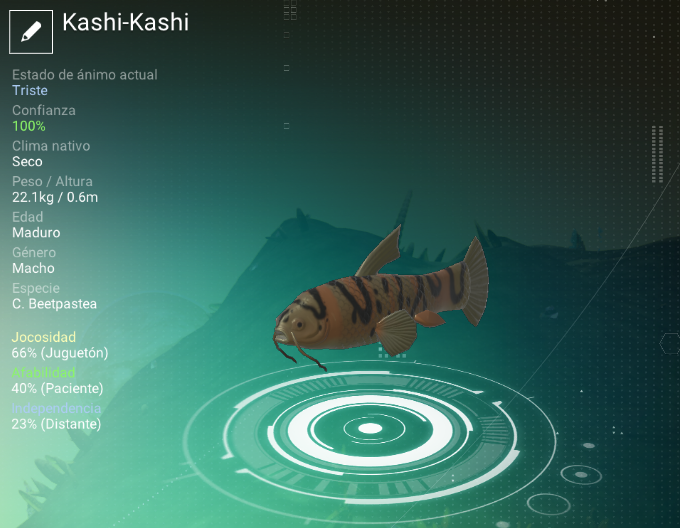 Kashi-Kashi
Estado de ánimo actual
Triste
Confianza
100%
Clima nativo
Seco
Peso / Altura
22.1kg / 0.6m
Edad
Maduro
Género
Macho
Especie
C. Beetpastea
Jocosidad
66% (Juguetón)
Afabilidad
40% (Paciente)
Independencia
23% (Distante)